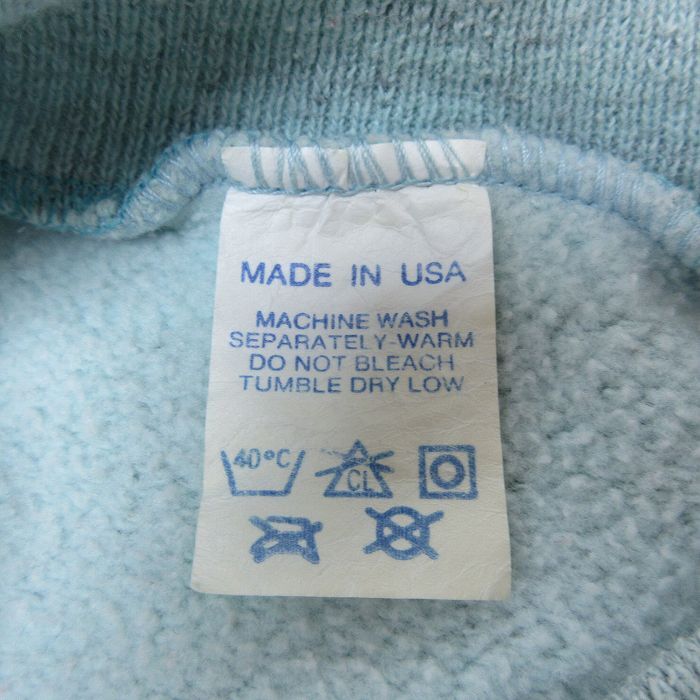 MADE IN USA
MACHINE WASH
SEPARATELY-WARM
DO NOT BLEACH
TUMBLE DRY LOW
40°C
CL